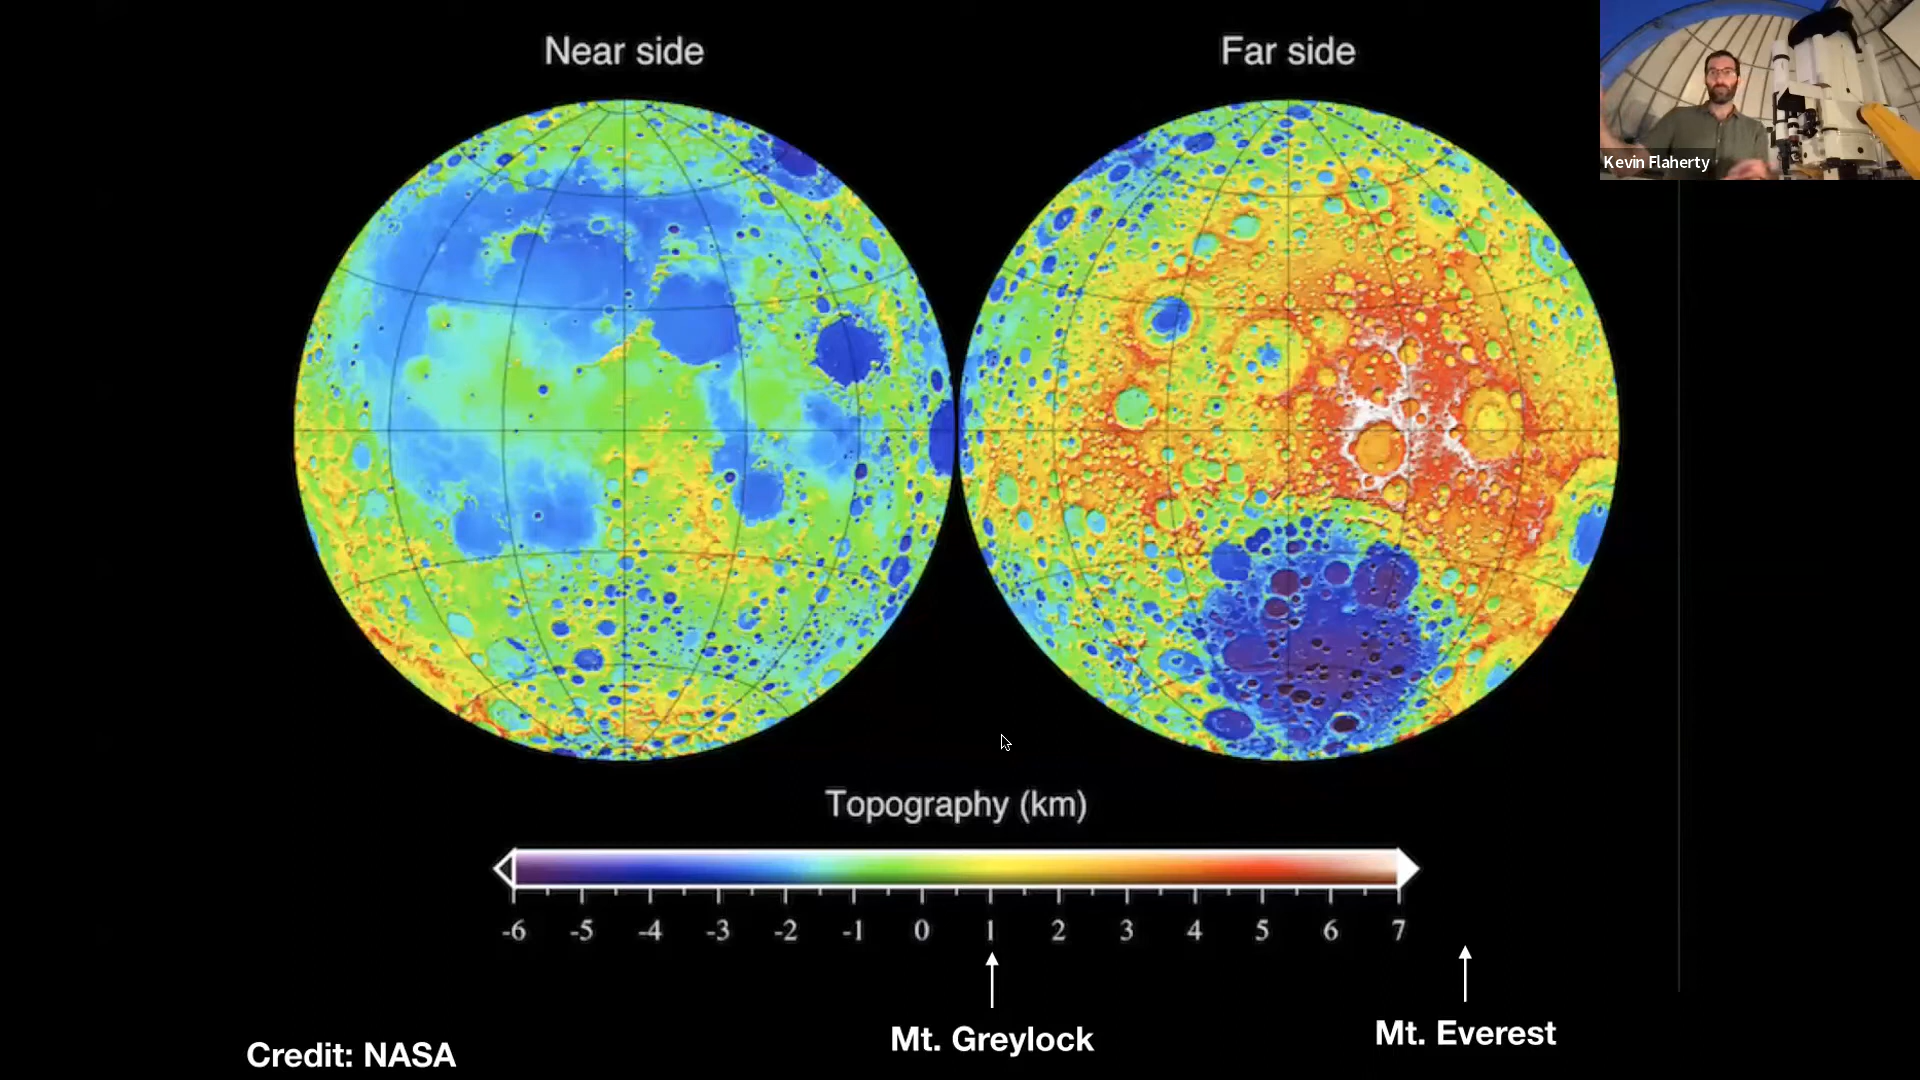 Near side
Far side
Kevin Flaherty
Topography (km)
-6 -5 -4 -3 -2 -1 0 1 2 3 4 5 6 7
Mt. Greylock
Mt. Everest
Credit: NASA